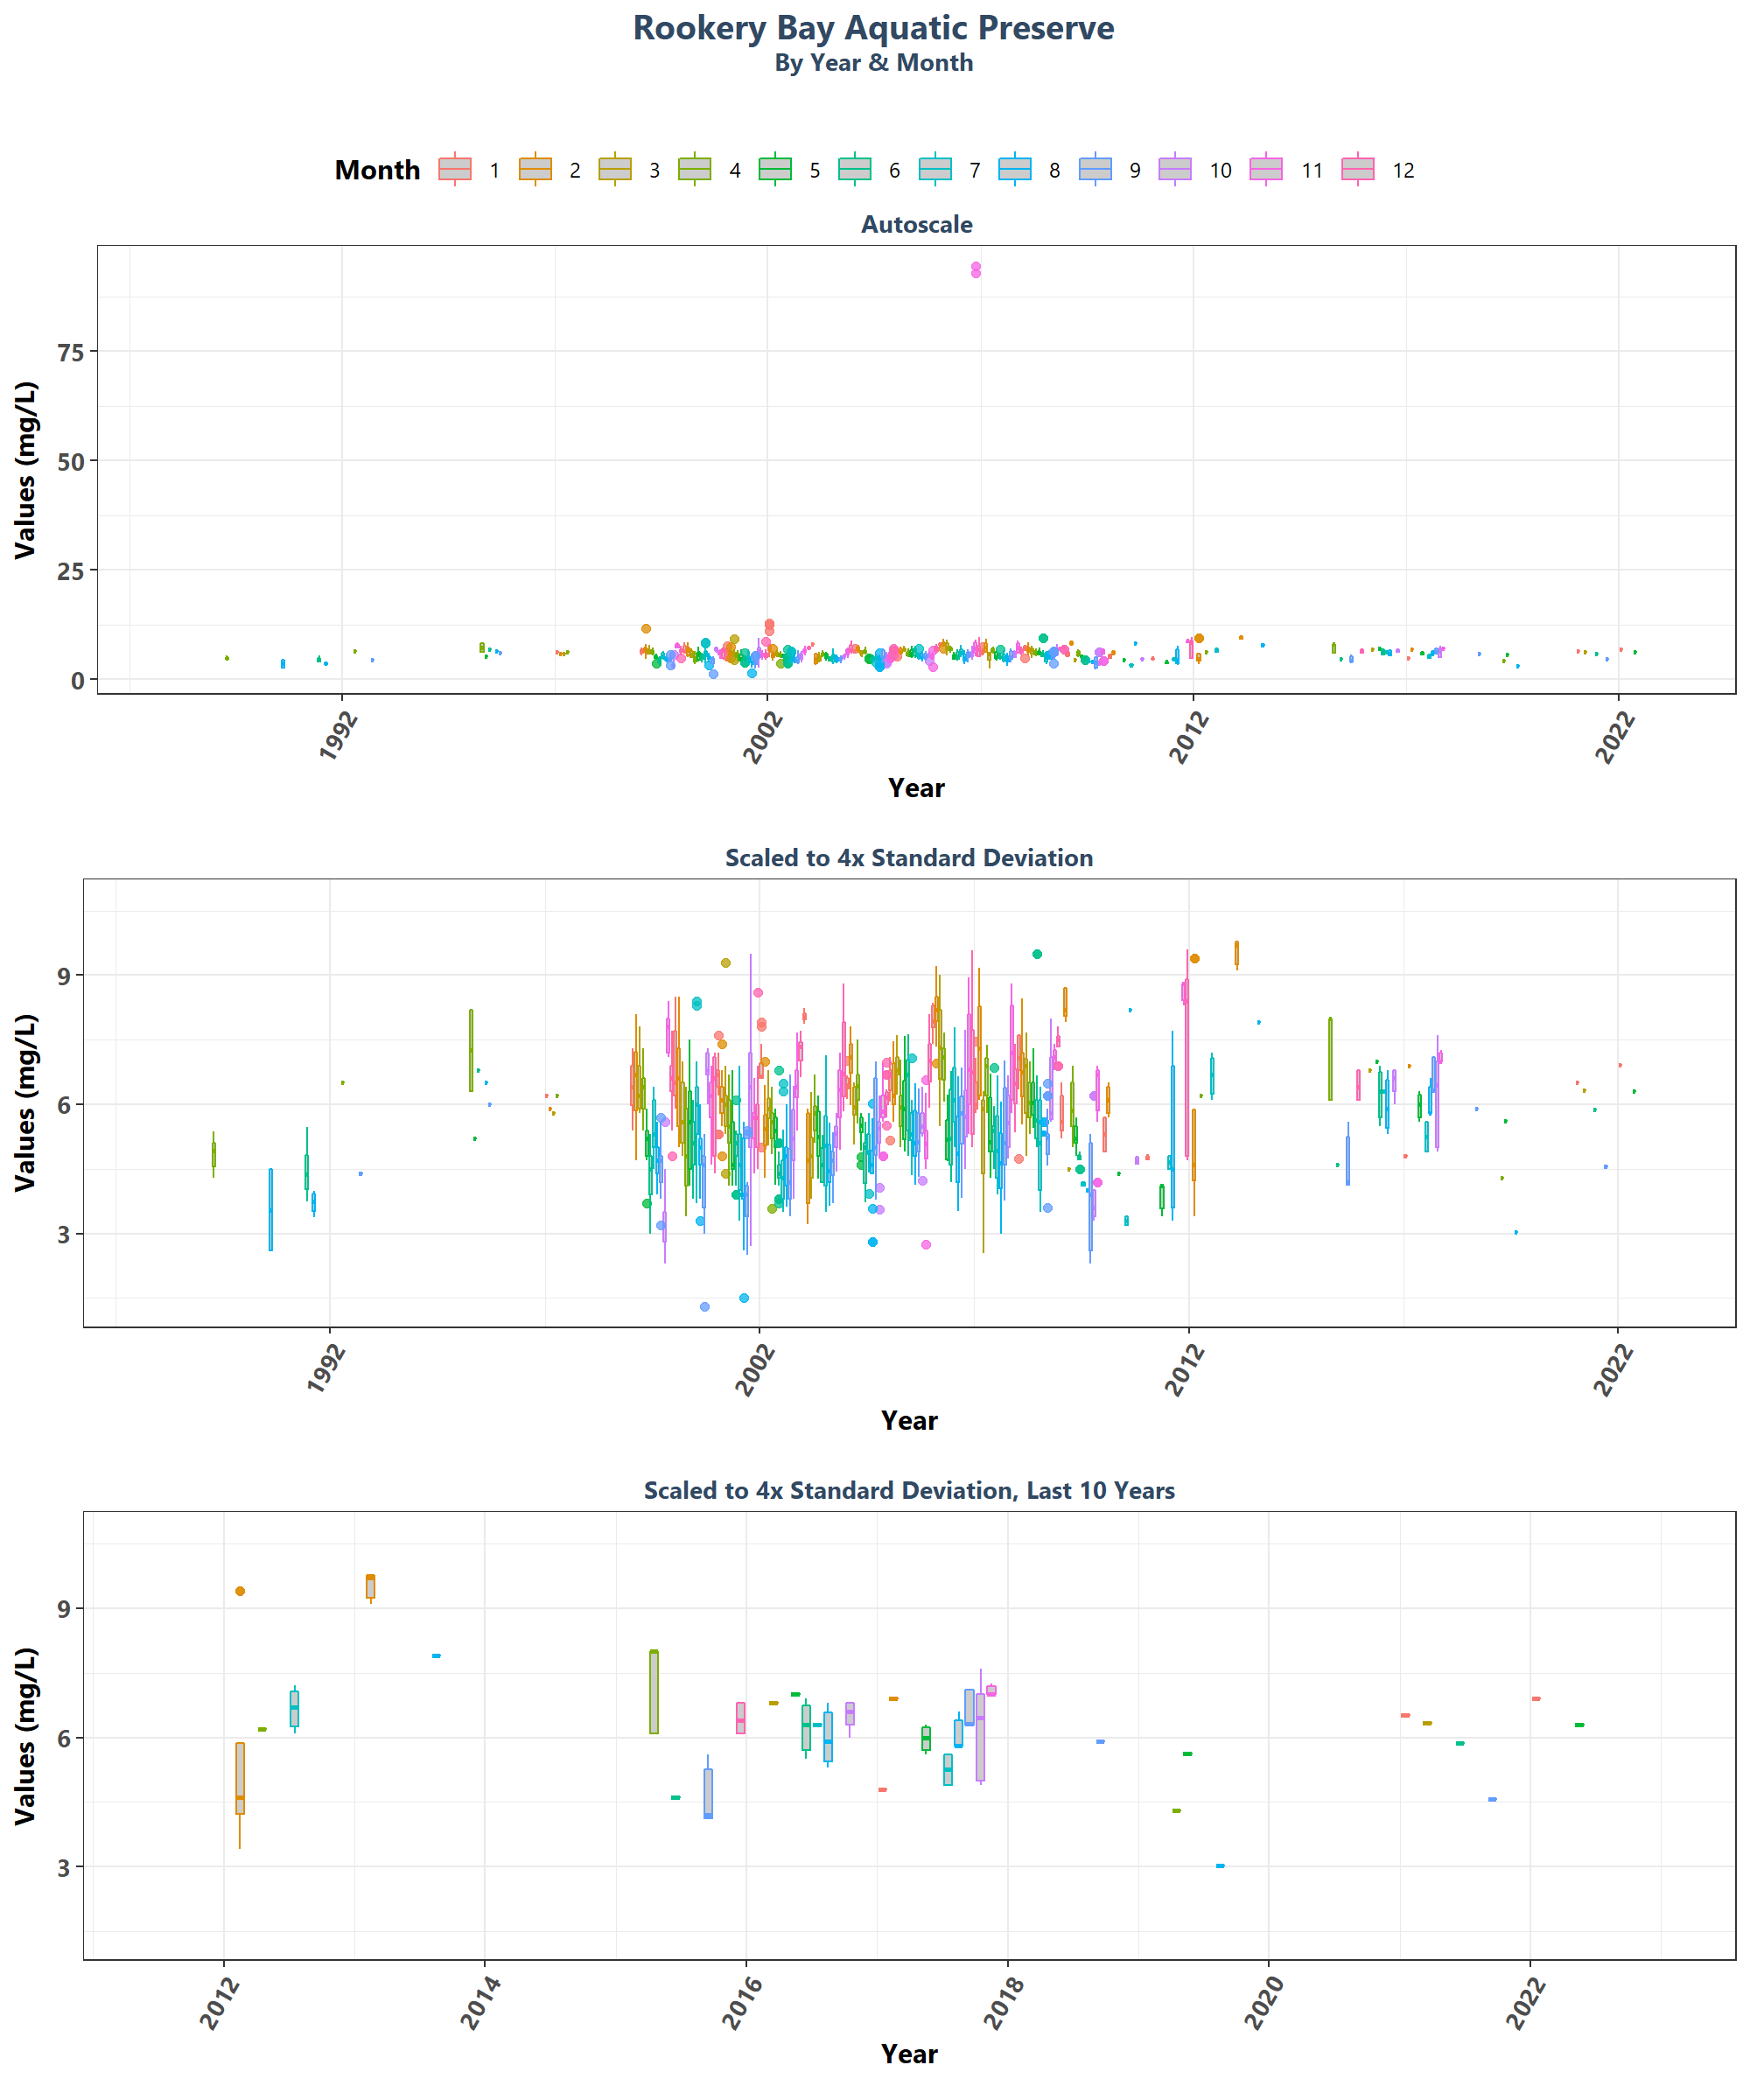 Rookery Bay Aquatic Preserve
By Year & Month
Month 1 2 3 4 5 6 7 8 9 10 11 12
Autoscale
Values (mg/L)
75
50
25
0
1992 2002 2012 2022
Year
Scaled to 4x Standard Deviation
Values (mg/L)
9
6
3
1992 2002 2012 2022
Year
Scaled to 4x Standard Deviation, Last 10 Years
Values (mg/L)
9
6
3
2012 2014 2016 2018 2020 2022
Year